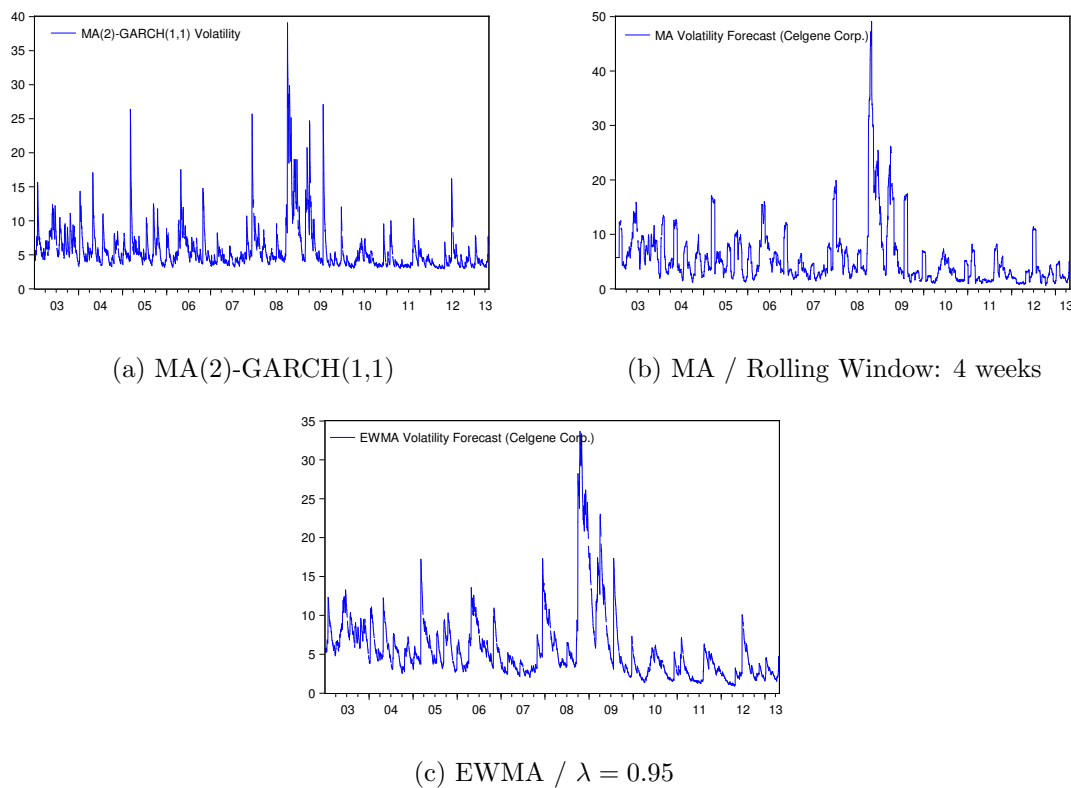 MA(2)-GARCH(1,1) Volatility
40
35
30
25
20
15
10
5
0
03 04 05 06 07 08 09 10 11 12 13
(a) MA(2)-GARCH(1,1)
MA Volatility Forecast (Celgene Corp.)
50
40
30
20
10
0
03 04 05 06 07 08 09 10 11 12 13
(b) MA / Rolling Window: 4 weeks
EWMA Volatility Forecast (Celgene Corp.)
35
30
25
20
15
10
5
0
03 04 05 06 07 08 09 10 11 12 13
(c) EWMA / λ = 0.95